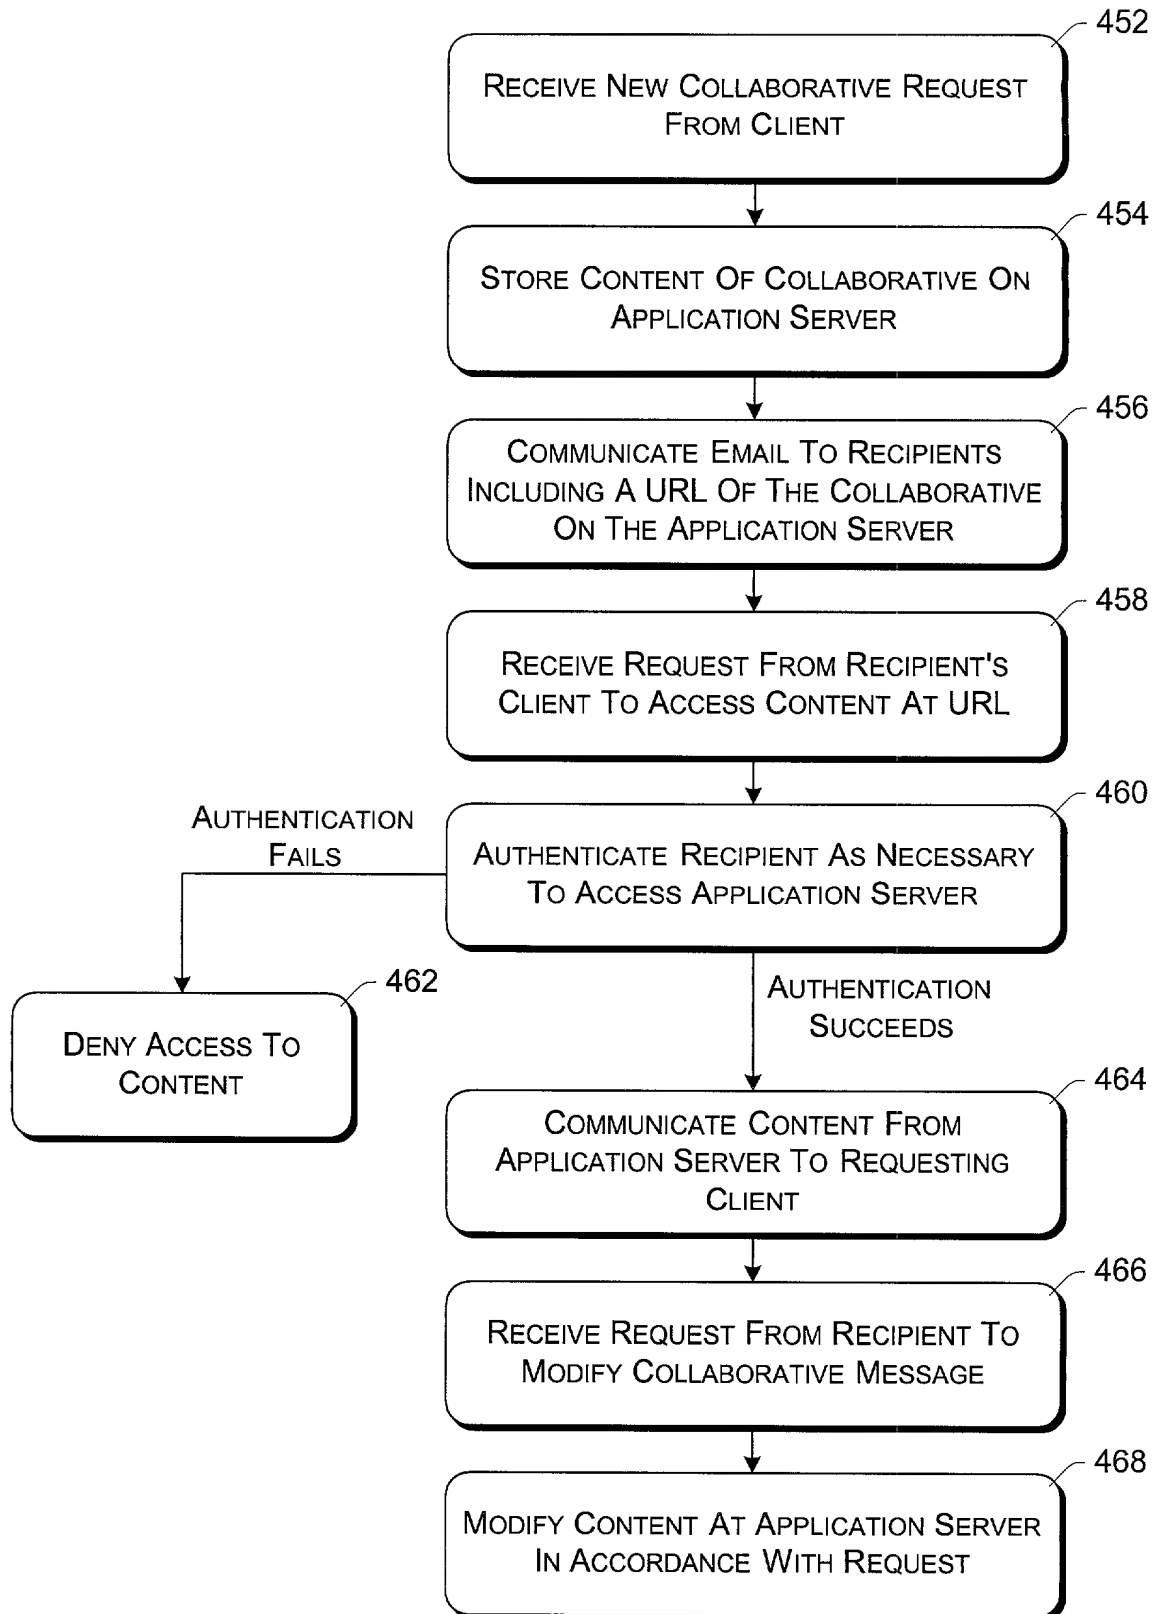 452
RECEIVE NEW COLLABORATIVE REQUEST
FROM CLIENT
454
STORE CONTENT OF COLLABORATIVE ON
APPLICATION SERVER
456
COMMUNICATE EMAIL TO RECIPIENTS
INCLUDING A URL OF THE COLLABORATIVE
ON THE APPLICATION SERVER
458
RECEIVE REQUEST FROM RECIPIENT'S
CLIENT TO ACCESS CONTENT AT URL
460
AUTHENTICATE RECIPIENT AS NECESSARY
TO ACCESS APPLICATION SERVER
AUTHENTICATION
FAILS
462
DENY ACCESS TO
CONTENT
AUTHENTICATION
SUCCEEDS
464
COMMUNICATE CONTENT FROM
APPLICATION SERVER TO REQUESTING
CLIENT
466
RECEIVE REQUEST FROM RECIPIENT TO
MODIFY COLLABORATIVE MESSAGE
468
MODIFY CONTENT AT APPLICATION SERVER
IN ACCORDANCE WITH REQUEST